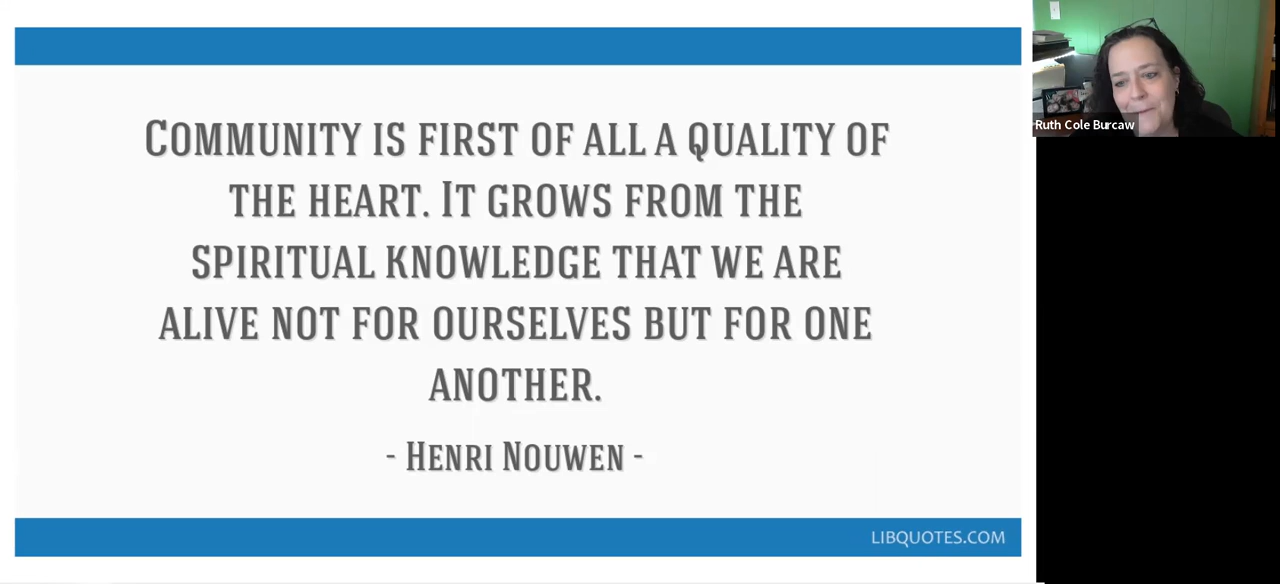 Community is first of all a quality of
the heart. It grows from the
spiritual knowledge that we are
alive not for ourselves but for one
another.
- Henri Nouwen -
LIBQUOTES.COM
Ruth Cole Burcaw